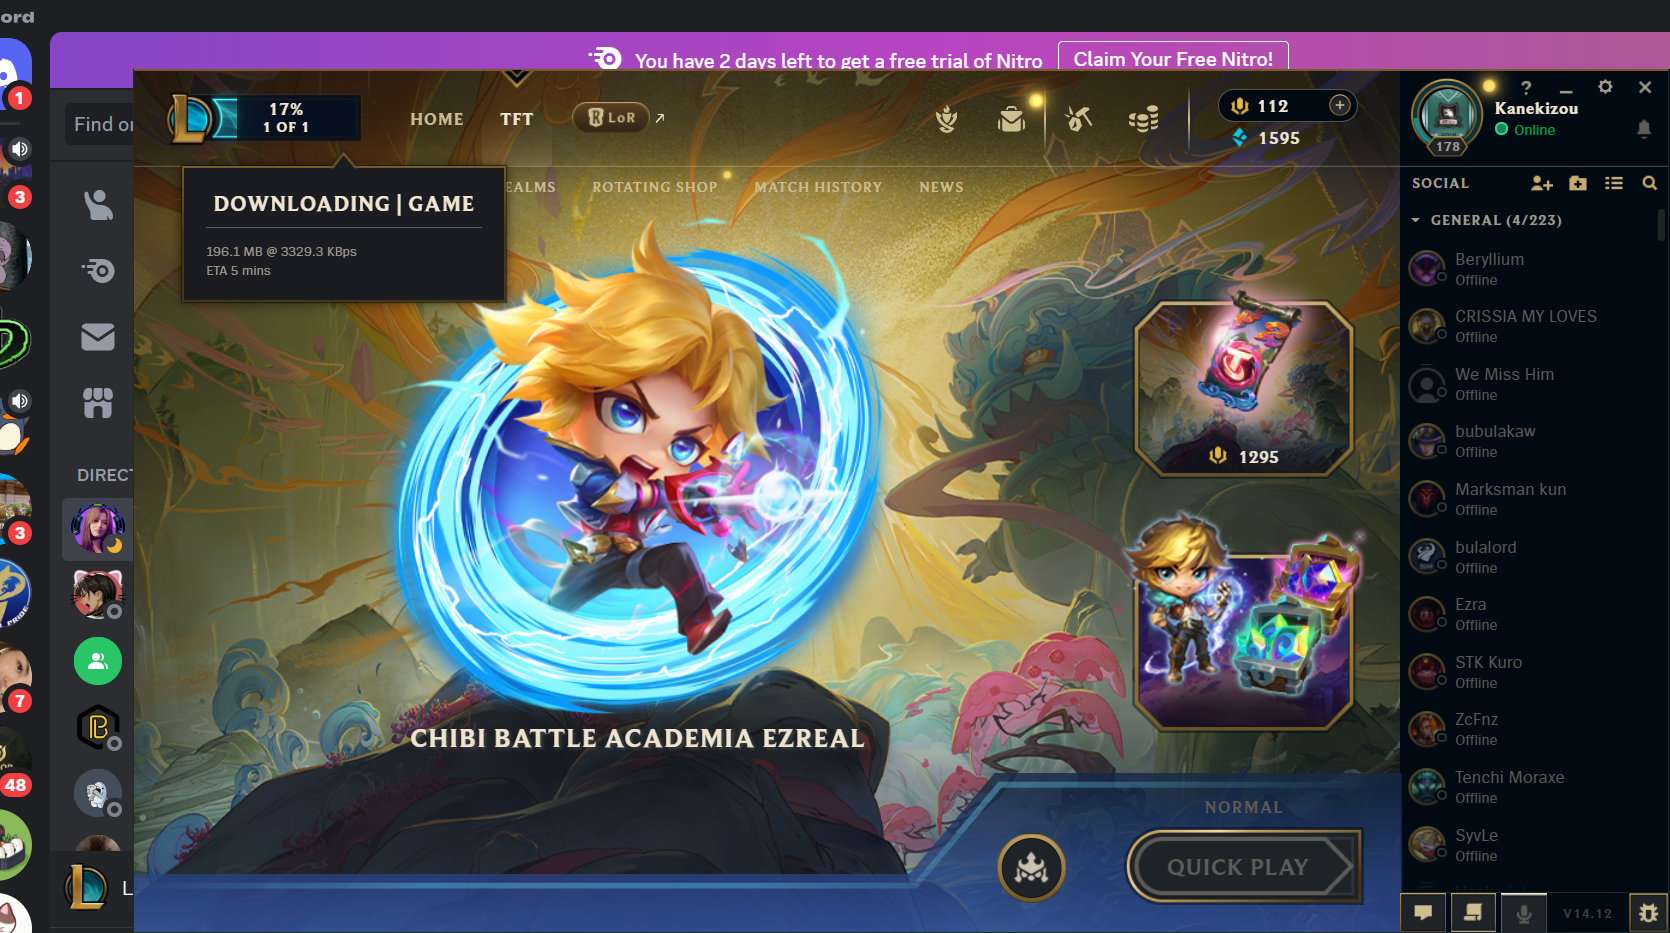 ord
You have 2 days left to get a free trial of Nitro
Claim Your Free Nitro!
1
Find or
3
3
7
48
DIRECT
L
17%
1 OF 1
HOME
TFT
LoR
112
1595
DOWNLOADING | GAME
196.1 MB @ 3329.3 KBps
ETA 5 mins
EALMS
ROTATING SHOP
MATCH HISTORY
NEWS
1295
CHIBI BATTLE ACADEMIA EZREAL
NORMAL
QUICK PLAY
?
Kanekizou
Online
178
SOCIAL
GENERAL (4/223)
Beryllium
Offline
CRISSIA MY LOVES
Offline
We Miss Him
Offline
bubulakaw
Offline
Marksman kun
Offline
bulalord
Offline
Ezra
Offline
STK Kuro
Offline
ZcFnz
Offline
Tenchi Moraxe
Offline
SyvLe
Offline
V14.12
PRIDE